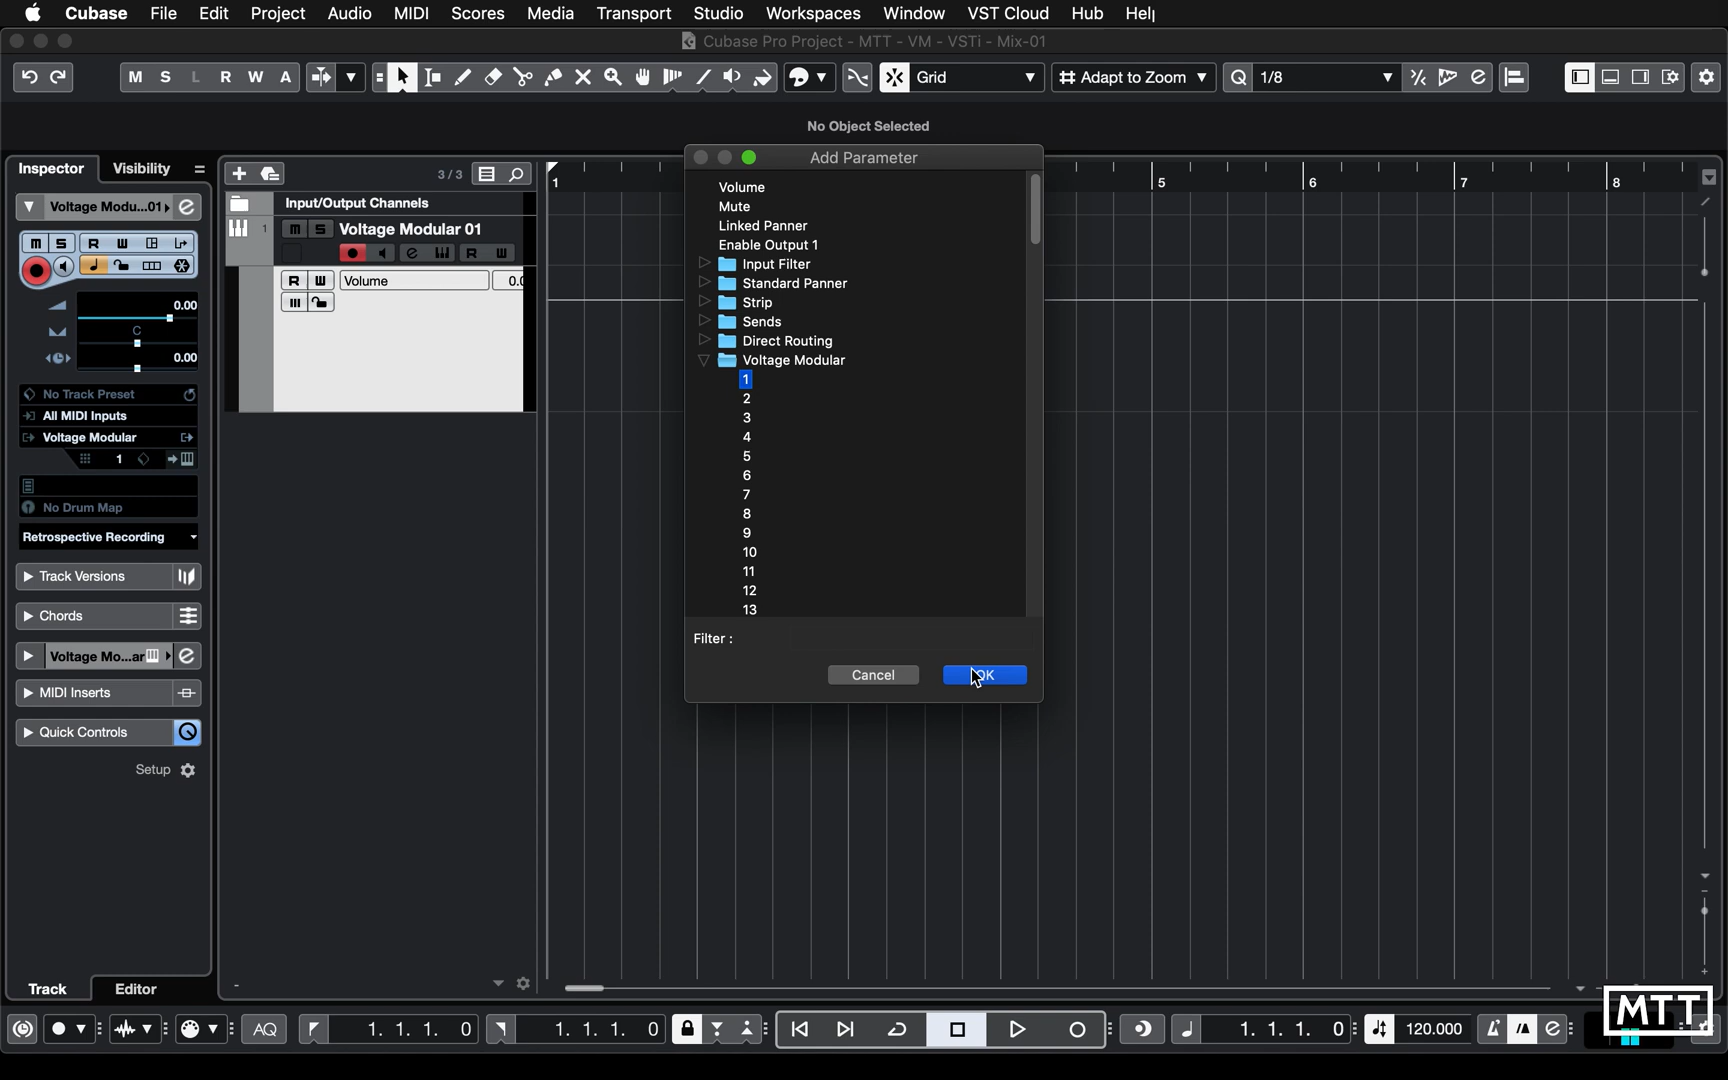 Cubase File Edit Project Audio MIDI Scores Media Transport Studio Workspaces Window VST Cloud Hub
Cubase Pro Project - MTT - VM - VSTi - Mix-01
M S L R W A Grid Adapt to Zoom Q 1/8
No Object Selected
Inspector Visibility
3 / 3
1 5 6 7 8
Voltage Modu...01
Input/Output Channels
1 m S Voltage Modular 01
m S R W
e R W
R W Volume
0.00
C
0.00
No Track Preset
All MIDI Inputs
Voltage Modular
1
No Drum Map
Retrospective Recording
Track Versions
Chords
Voltage Mo...ar
MIDI Inserts
Quick Controls
Setup
Track Editor
Add Parameter
Volume
Mute
Linked Panner
Enable Output 1
Input Filter
Standard Panner
Strip
Sends
Direct Routing
Voltage Modular
1
2
3
4
5
6
7
8
9
10
11
12
13
Filter :
Cancel OK
AQ 1. 1. 1. 0 1. 1. 1. 0 1. 1. 1. 0 120.000
MTT